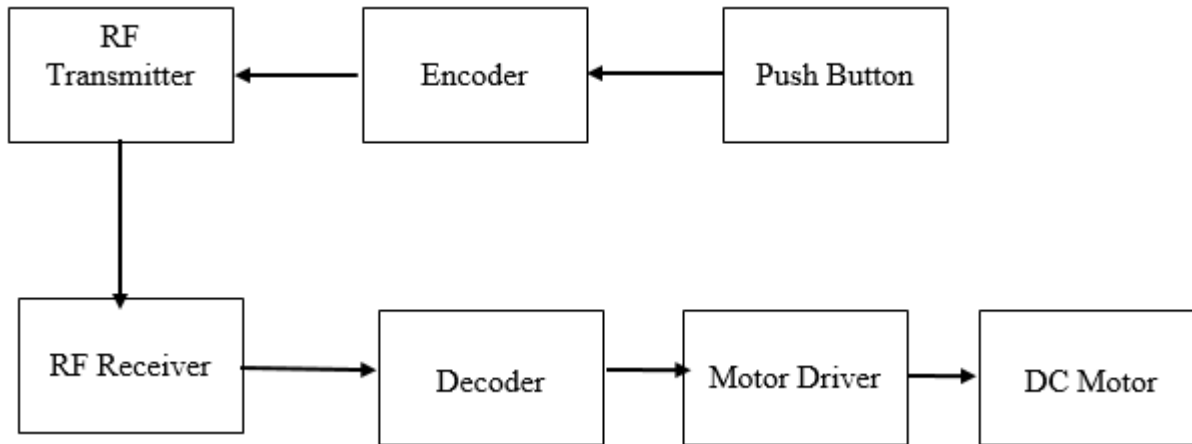 RF
Transmitter
Encoder
Push Button
RF Receiver
Decoder
Motor Driver
DC Motor